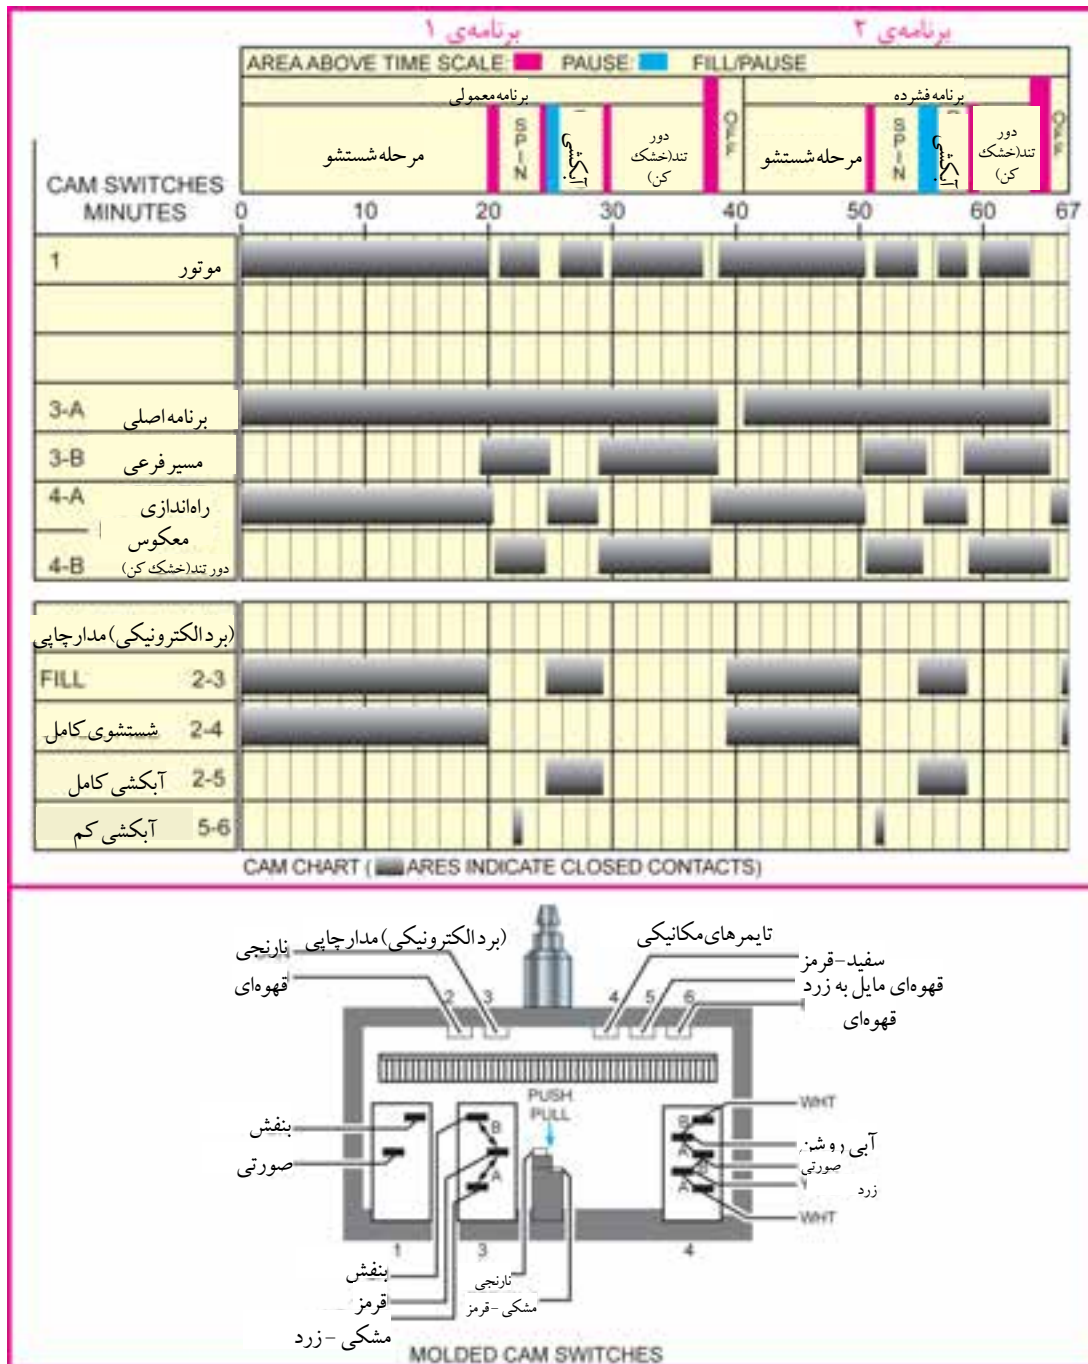 برنامه‌ی ۱
برنامه‌ی ۲
AREA ABOVE TIME SCALE: PAUSE: FILL/PAUSE
برنامه معمولی
برنامه فشرده
مرحله شستشو
SPIN
آبکشی
دور تند(خشک کن)
OFF
مرحله شستشو
SPIN
آبکشی
دور تند(خشک کن)
OFF
CAM SWITCHES
MINUTES 0 10 20 30 40 50 60 67
1 موتور
3-A برنامه اصلی
3-B مسیر فرعی
4-A راه‌اندازی
معکوس
4-B دور تند(خشک کن)
(برد الکترونیکی) مدار چاپی
FILL 2-3
شستشوی کامل 2-4
آبکشی کامل 2-5
آبکشی کم 5-6
CAM CHART ( ARES INDICATE CLOSED CONTACTS)
نارنجی
(برد الکترونیکی) مدار چاپی
تایمرهای مکانیکی
سفید-قرمز
قهوه‌ای
قهوه‌ای مایل به زرد
قهوه‌ای
2 3 4 5 6
PUSH
PULL
بنفش
صورتی
B
A
B
A
B
A
WHT
آبی روشن
صورتی
زرد
WHT
1 3 4
بنفش
قرمز
مشکی-زرد
نارنجی
مشکی-قرمز
MOLDED CAM SWITCHES